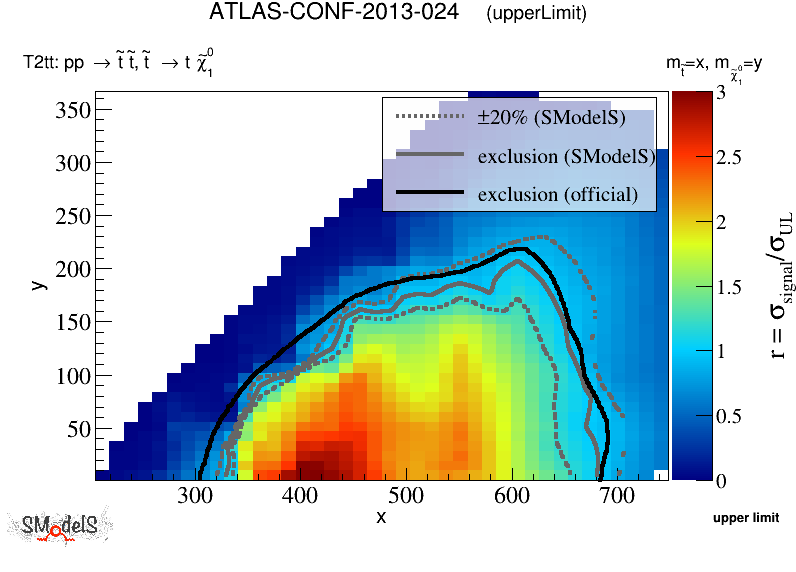 ATLAS-CONF-2013-024 (upperLimit)
T2tt: pp → t̃ t̃, t̃ → t χ̃₁⁰
m_t̃=x, m_χ̃₁⁰=y
±20% (SModelS)
exclusion (SModelS)
exclusion (official)
350
300
250
200
150
100
50
y
300 400 500 600 700
x
3
2.5
2
1.5
1
0.5
0
r = σ_signal/σ_UL
SModelS
upper limit